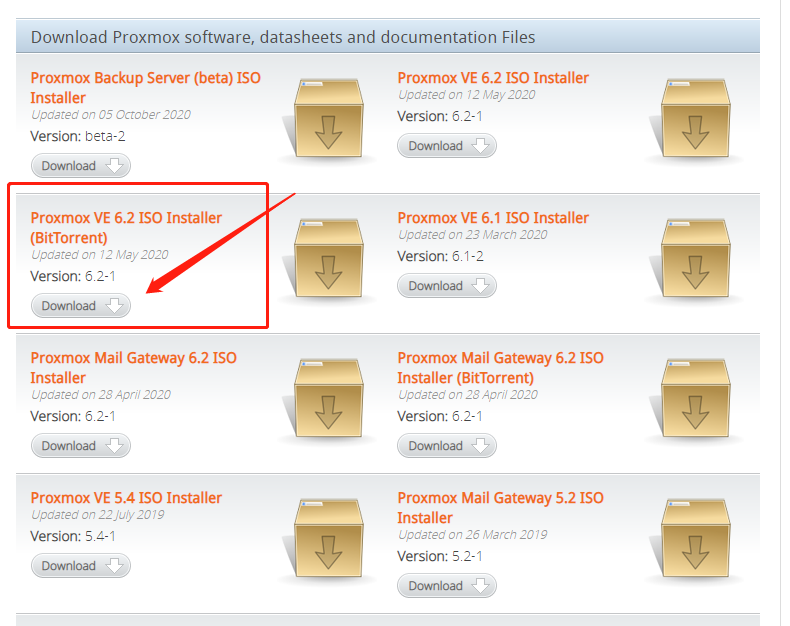 Download Proxmox software, datasheets and documentation Files
Proxmox Backup Server (beta) ISO
Installer
Updated on 05 October 2020
Version: beta-2
Download
Proxmox VE 6.2 ISO Installer
Updated on 12 May 2020
Version: 6.2-1
Download
Proxmox VE 6.2 ISO Installer
(BitTorrent)
Updated on 12 May 2020
Version: 6.2-1
Download
Proxmox VE 6.1 ISO Installer
Updated on 23 March 2020
Version: 6.1-2
Download
Proxmox Mail Gateway 6.2 ISO
Installer
Updated on 28 April 2020
Version: 6.2-1
Download
Proxmox Mail Gateway 6.2 ISO
Installer (BitTorrent)
Updated on 28 April 2020
Version: 6.2-1
Download
Proxmox VE 5.4 ISO Installer
Updated on 22 July 2019
Version: 5.4-1
Download
Proxmox Mail Gateway 5.2 ISO
Installer
Updated on 26 March 2019
Version: 5.2-1
Download